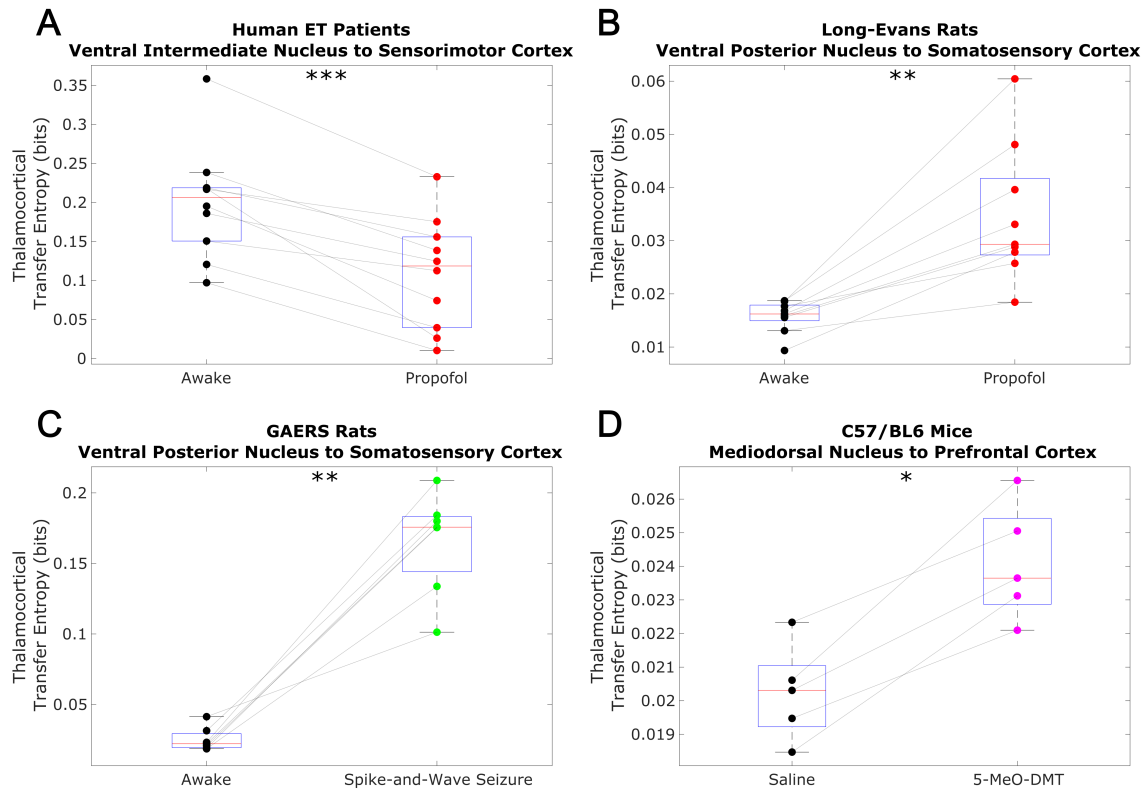 A
Human ET Patients
Ventral Intermediate Nucleus to Sensorimotor Cortex
***
Thalamocortical
Transfer Entropy (bits)
0.35
0.3
0.25
0.2
0.15
0.1
0.05
0
Awake
Propofol
B
Long-Evans Rats
Ventral Posterior Nucleus to Somatosensory Cortex
**
Thalamocortical
Transfer Entropy (bits)
0.06
0.05
0.04
0.03
0.02
0.01
Awake
Propofol
C
GAERS Rats
Ventral Posterior Nucleus to Somatosensory Cortex
**
Thalamocortical
Transfer Entropy (bits)
0.2
0.15
0.1
0.05
Awake
Spike-and-Wave Seizure
D
C57/BL6 Mice
Mediodorsal Nucleus to Prefrontal Cortex
*
Thalamocortical
Transfer Entropy (bits)
0.026
0.025
0.024
0.023
0.022
0.021
0.02
0.019
Saline
5-MeO-DMT